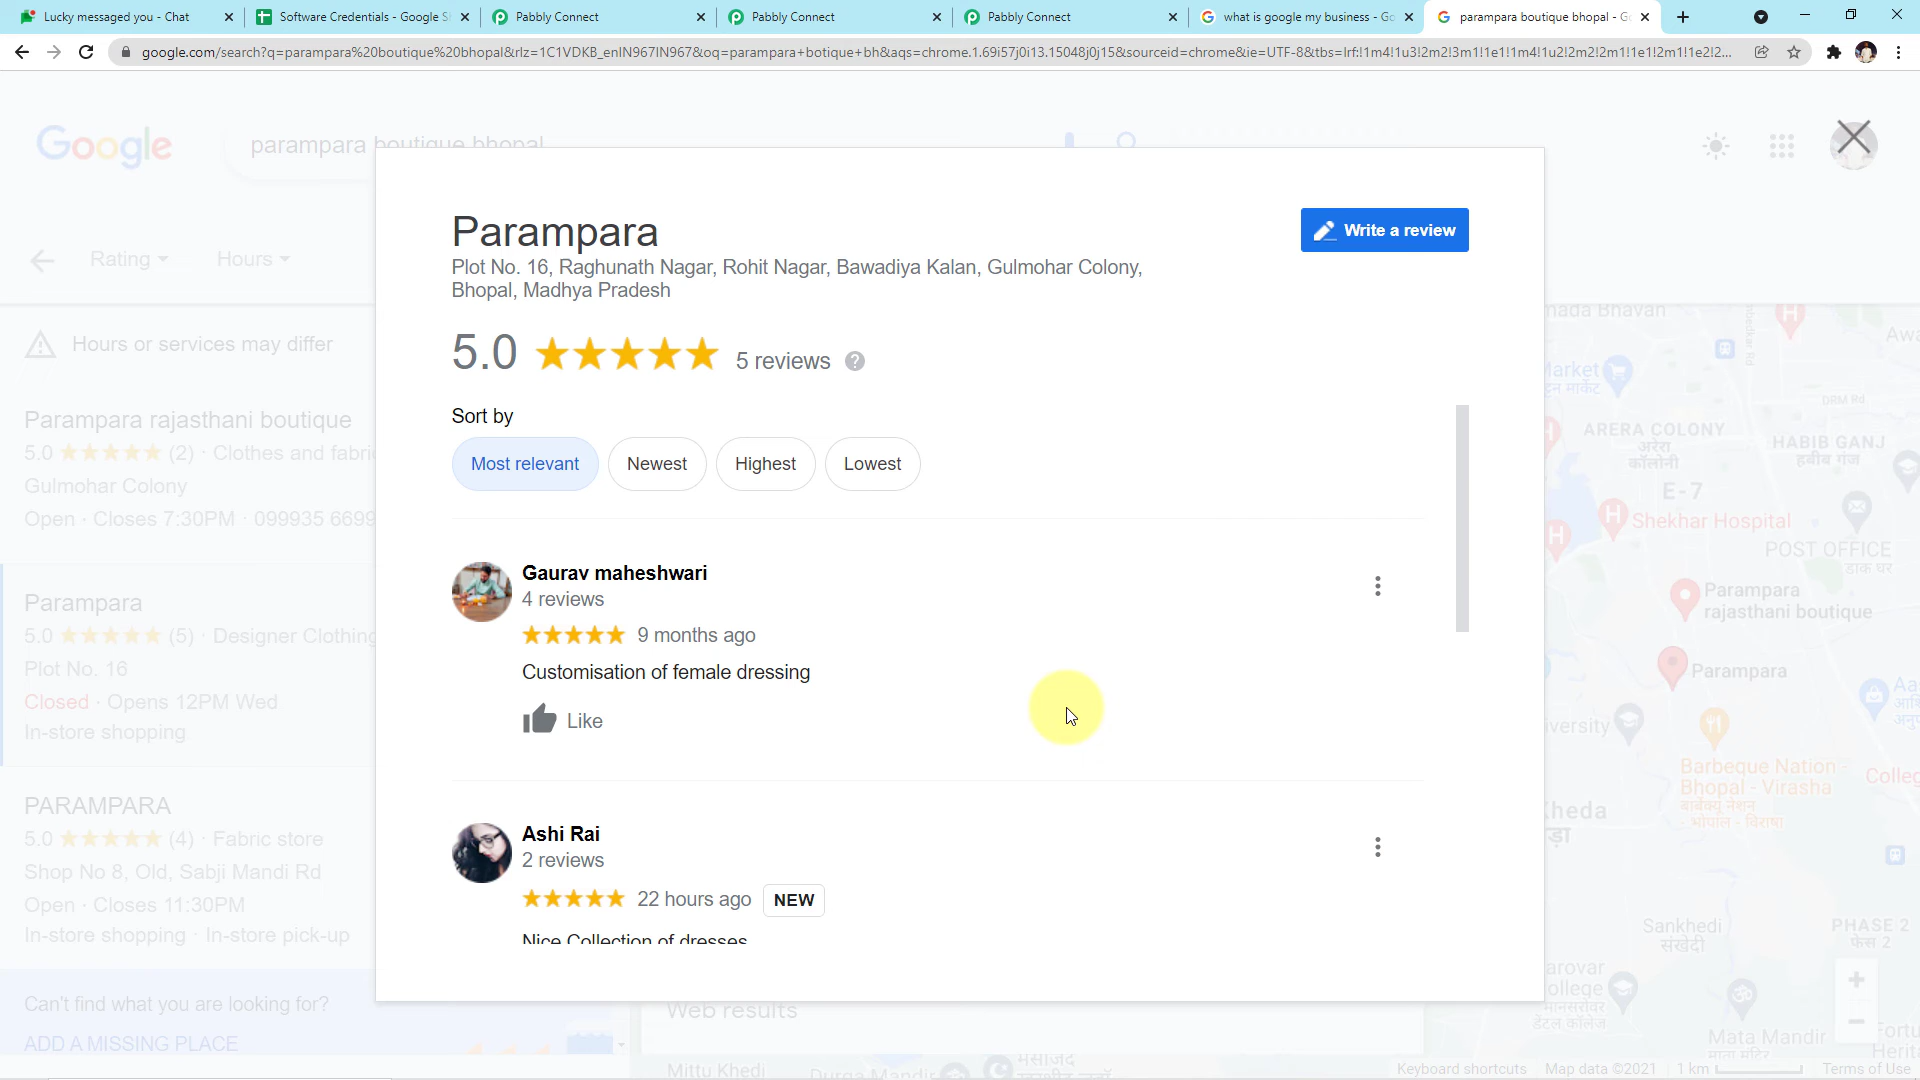 Lucky messaged you - Chat
Software Credentials - Google S
Pabbly Connect
Pabbly Connect
Pabbly Connect
what is google my business - Go
parampara boutique bhopal - Go
google.com/search?q=parampara%20boutique%20bhopal&rlz=1C1VDKB_enIN967IN967&oq=parampara+botique+bh&aqs=chrome.1.69i57j0i13.15048j0j15&sourceid=chrome&ie=UTF-8&tbs=lrf:!1m4!1u3!2m2!3m1!1e1!1m4!1u2!2m2!2m1!1e1!2m1!1e2!2...
Google
parampara boutique bhopal
Rating
Hours
Hours or services may differ
Parampara rajasthani boutique
5.0 (2) · Clothes and fabri
Gulmohar Colony
Open · Closes 7:30PM · 099935 6699
Parampara
5.0 (5) · Designer Clothing
Plot No. 16
Closed · Opens 12PM Wed
In-store shopping
PARAMPARA
5.0 (4) · Fabric store
Shop No 8, Old, Sabji Mandi Rd
Open · Closes 11:30PM
In-store shopping · In-store pick-up
Can't find what you are looking for?
ADD A MISSING PLACE
Parampara
Write a review
Plot No. 16, Raghunath Nagar, Rohit Nagar, Bawadiya Kalan, Gulmohar Colony,
Bhopal, Madhya Pradesh
5.0
5 reviews
Sort by
Most relevant
Newest
Highest
Lowest
Gaurav maheshwari
4 reviews
9 months ago
Customisation of female dressing
Like
Ashi Rai
2 reviews
22 hours ago
NEW
Nice Collection of dresses
Web results
ARERA COLONY
अरेरा
कॉलोनी
HABIB GANJ
हबीब गंज
DRM Rd
E-7
Shekhar Hospital
POST OFFICE
डाक घर
Parampara
rajasthani boutique
Parampara
Barbeque Nation -
Bhopal - Virasha
Sankhedi
संखेदी
PHASE 2
फेस 2
Mata Mandir
माता मंदिर
Mittu Khedi
Durga Mandir
Keyboard shortcuts
Map data ©2021
1 km
Terms of Use